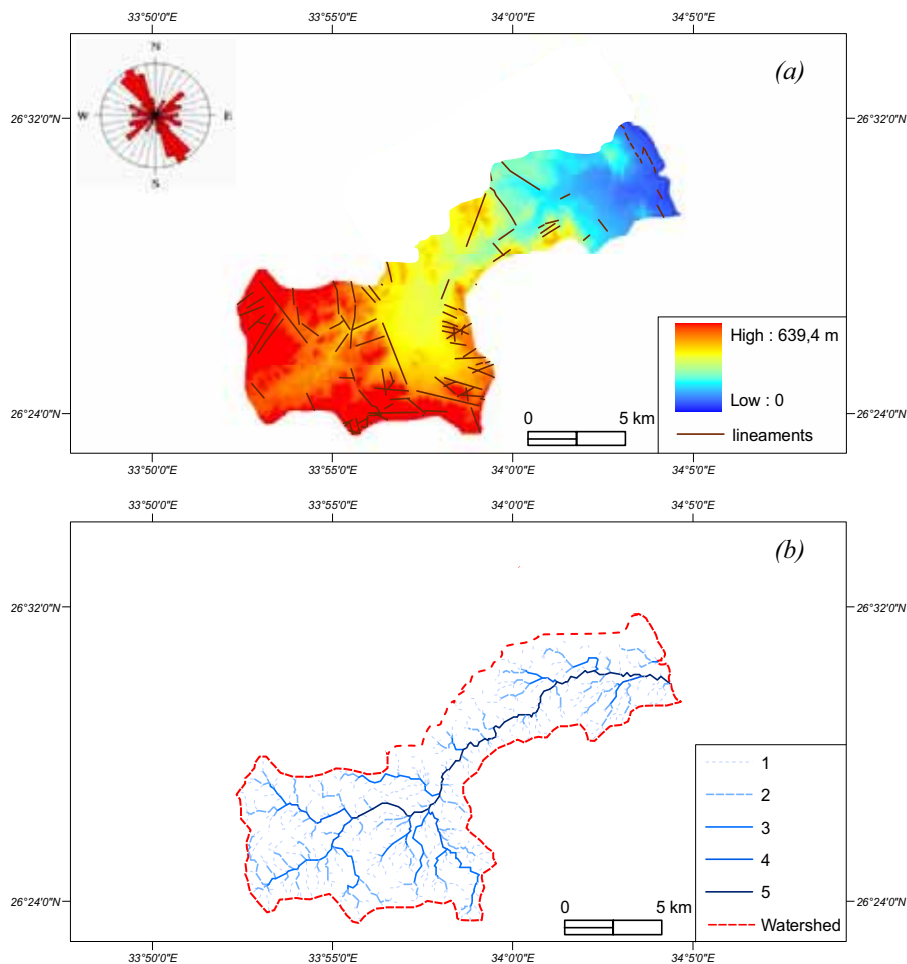 33°50'0"E 33°55'0"E 34°0'0"E 34°5'0"E
(a)
N
W E
S
26°32'0"N 26°32'0"N
High : 639,4 m
Low : 0
lineaments
0 5 km
26°24'0"N 26°24'0"N
33°50'0"E 33°55'0"E 34°0'0"E 34°5'0"E
33°50'0"E 33°55'0"E 34°0'0"E 34°5'0"E
(b)
26°32'0"N 26°32'0"N
1
2
3
4
5
Watershed
0 5 km
26°24'0"N 26°24'0"N
33°50'0"E 33°55'0"E 34°0'0"E 34°5'0"E